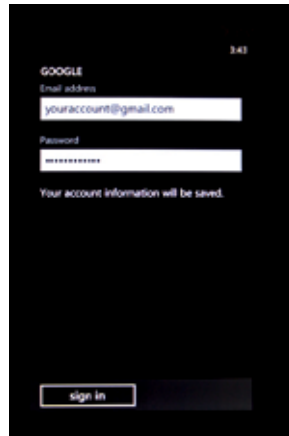 3:43
GOOGLE
Email address
youraccount@gmail.com
Password
••••••••••••
Your account information will be saved.
sign in